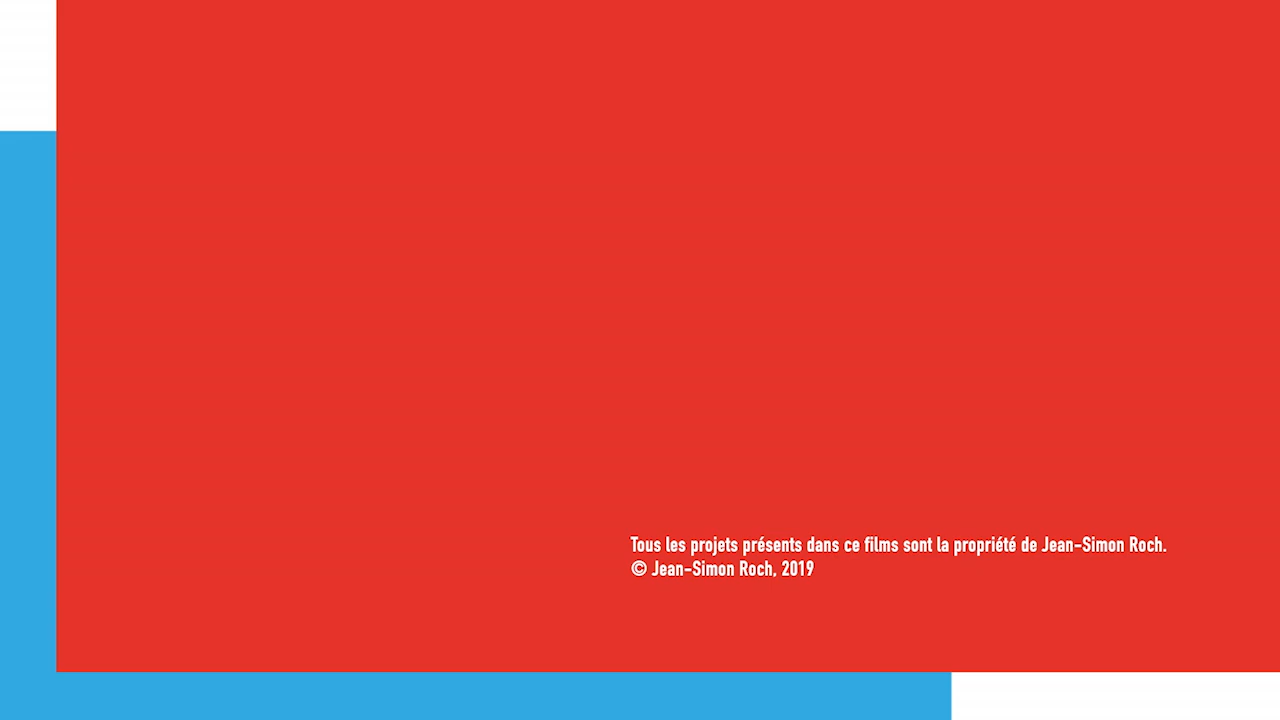 Tous les projets présents dans ce films sont la propriété de Jean-Simon Roch.
© Jean-Simon Roch, 2019